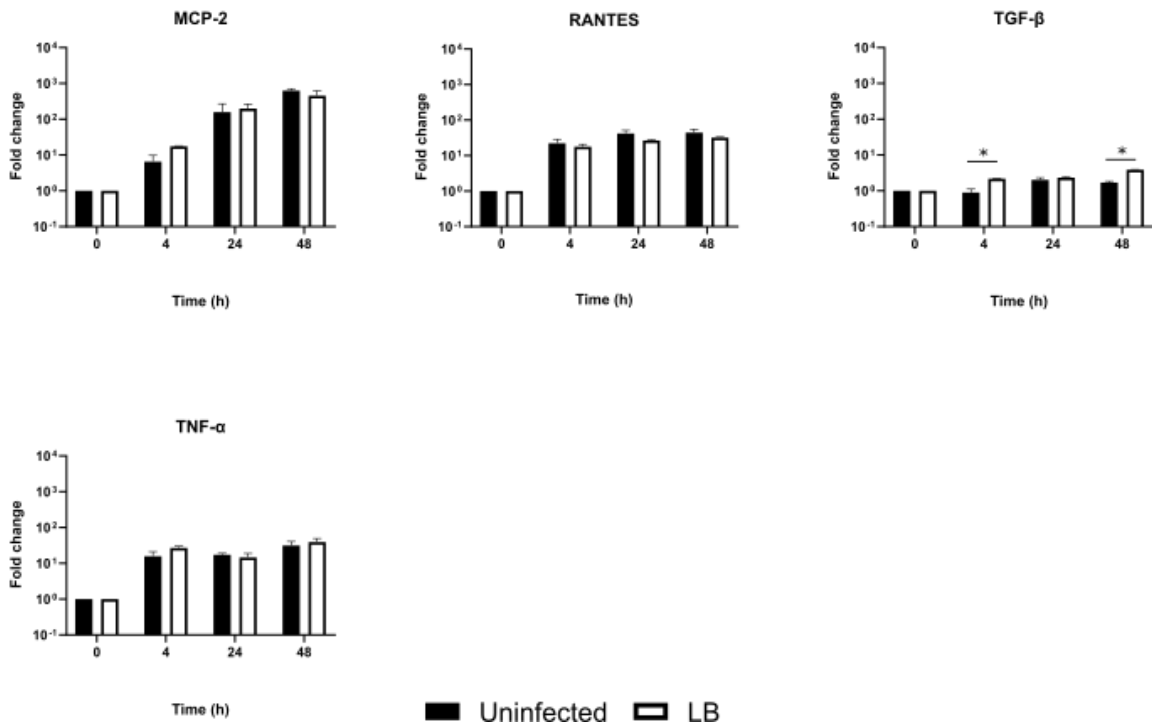 MCP-2
Fold change
10⁴
10³
10²
10¹
10⁰
10⁻¹
0 4 24 48
Time (h)
RANTES
Fold change
10⁴
10³
10²
10¹
10⁰
10⁻¹
0 4 24 48
Time (h)
TGF-β
Fold change
10⁴
10³
10²
10¹
10⁰
10⁻¹
* *
0 4 24 48
Time (h)
TNF-α
Fold change
10⁴
10³
10²
10¹
10⁰
10⁻¹
0 4 24 48
Time (h)
Uninfected LB